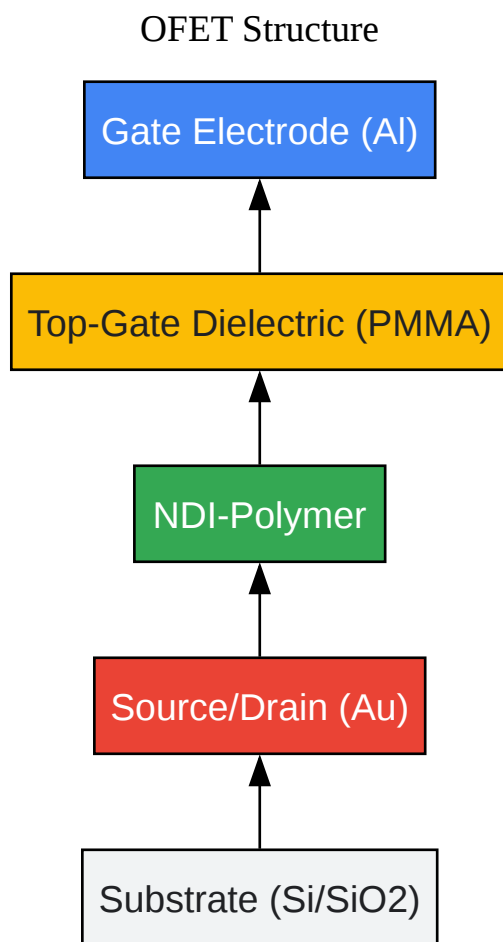 OFET Structure
Gate Electrode (Al)
Top-Gate Dielectric (PMMA)
NDI-Polymer
Source/Drain (Au)
Substrate (Si/SiO2)